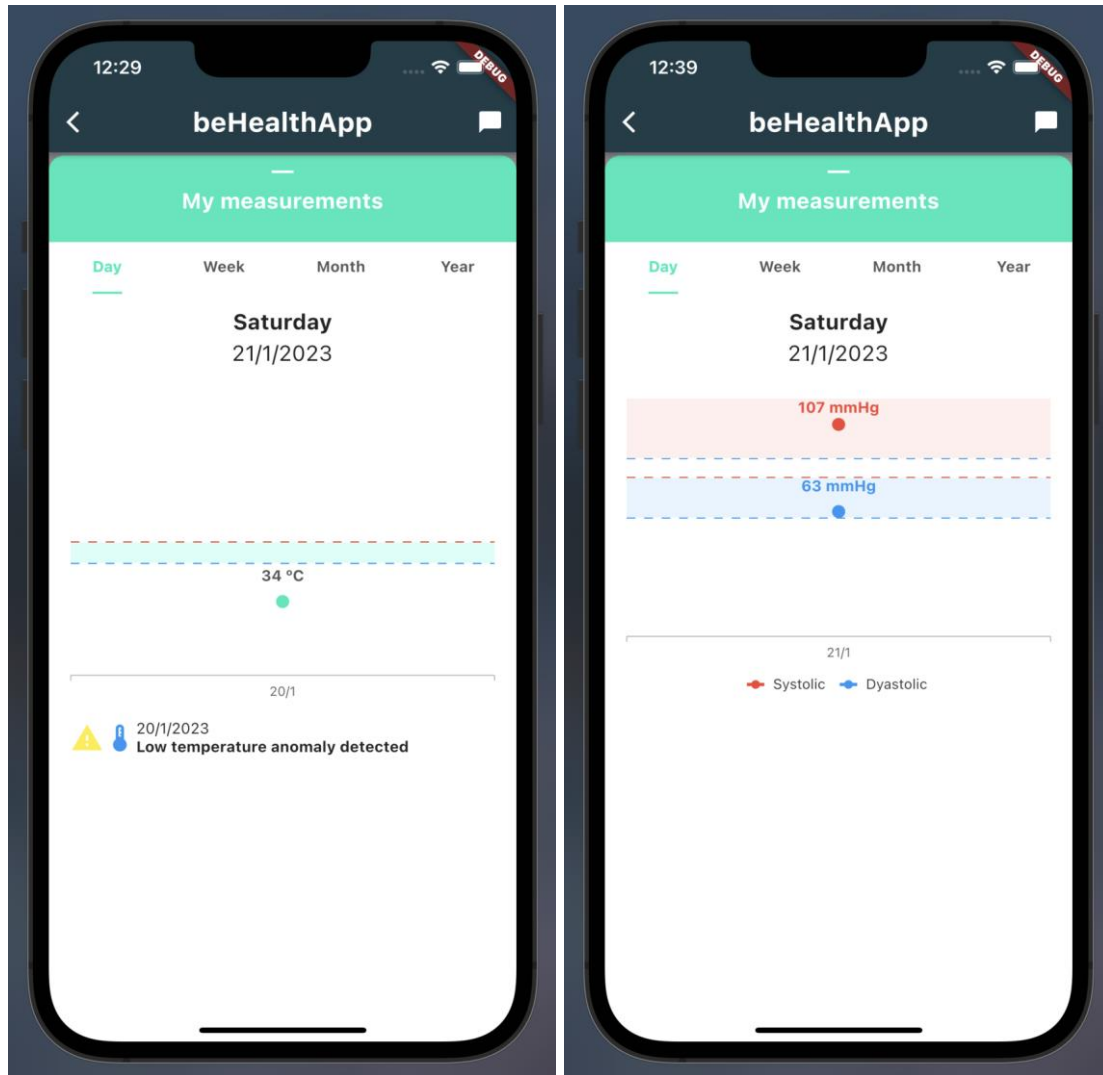 12:29
DEBUG
beHealthApp
My measurements
Day Week Month Year
Saturday
21/1/2023
34 °C
20/1
20/1/2023
Low temperature anomaly detected
12:39
DEBUG
beHealthApp
My measurements
Day Week Month Year
Saturday
21/1/2023
107 mmHg
63 mmHg
21/1
Systolic Dyastolic